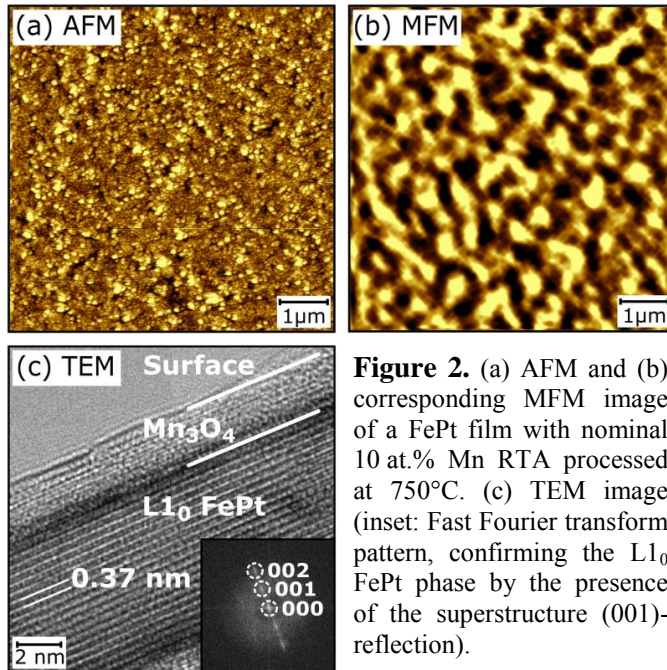 (a) AFM
1µm
(b) MFM
1µm
(c) TEM
Surface
Mn₃O₄
L1₀ FePt
0.37 nm
2 nm
002
001
000
Figure 2. (a) AFM and (b)
corresponding MFM image
of a FePt film with nominal
10 at.% Mn RTA processed
at 750°C. (c) TEM image
(inset: Fast Fourier transform
pattern, confirming the L1₀
FePt phase by the presence
of the superstructure (001)-
reflection).